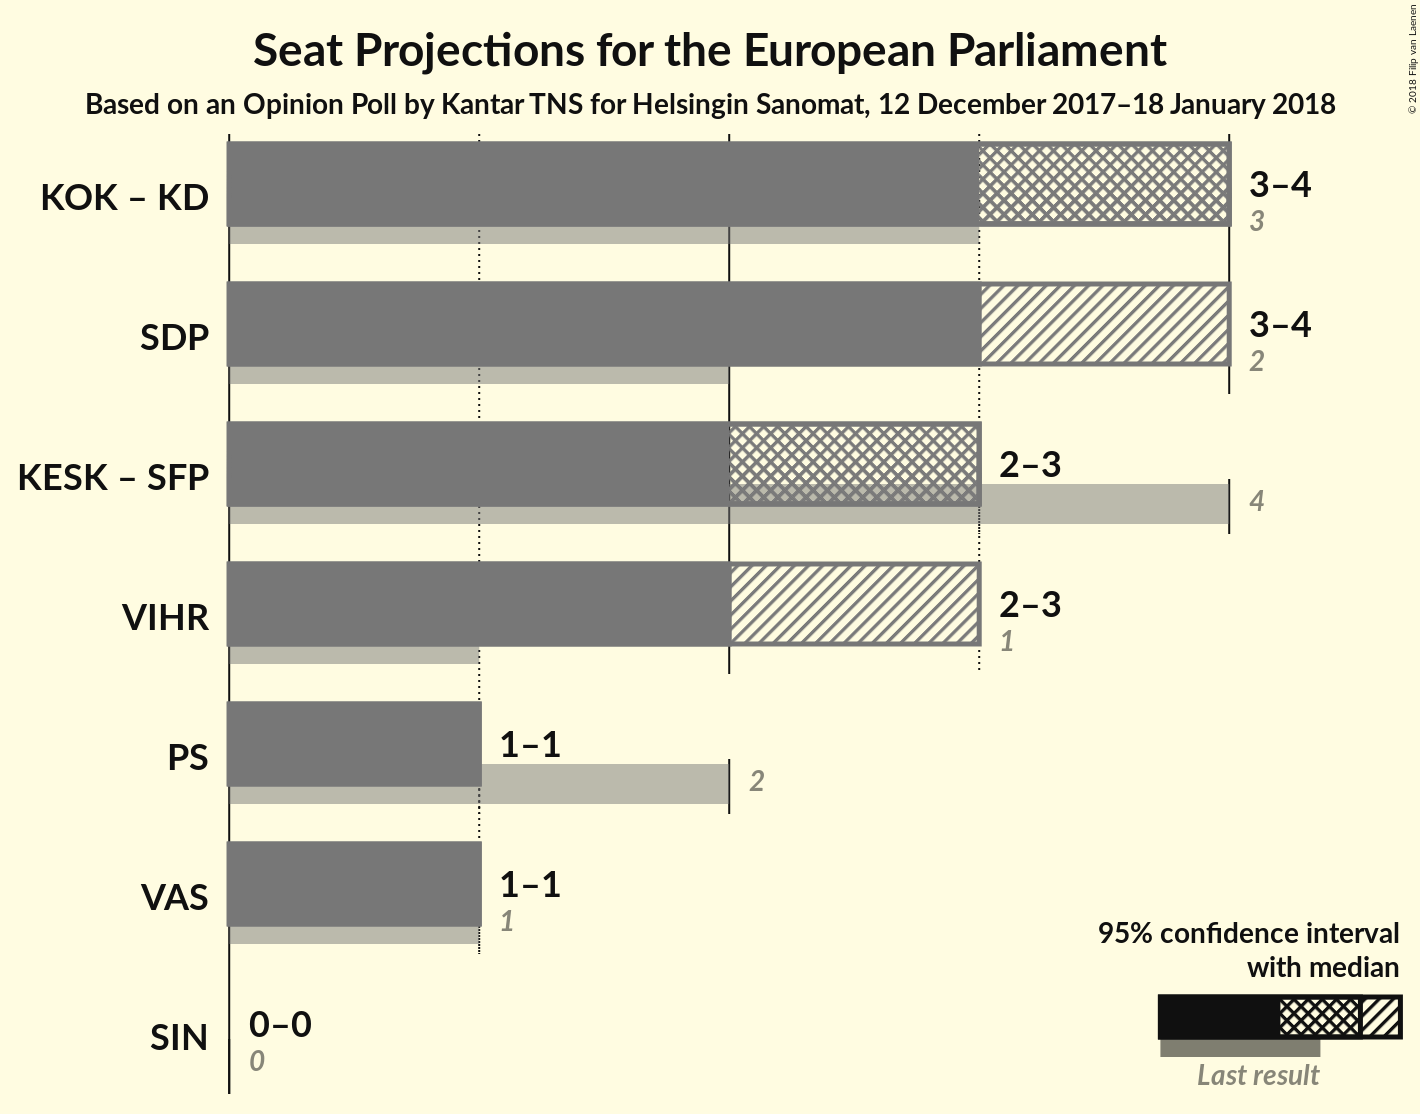 Seat Projections for the European Parliament
Based on an Opinion Poll by Kantar TNS for Helsingin Sanomat, 12 December 2017–18 January 2018
© 2018 Filip van Laenen
KOK – KD
3–4
3
SDP
3–4
2
KESK – SFP
2–3
4
VIHR
2–3
1
PS
1–1
2
VAS
1–1
1
SIN
0–0
0
95% confidence interval
with median
Last result